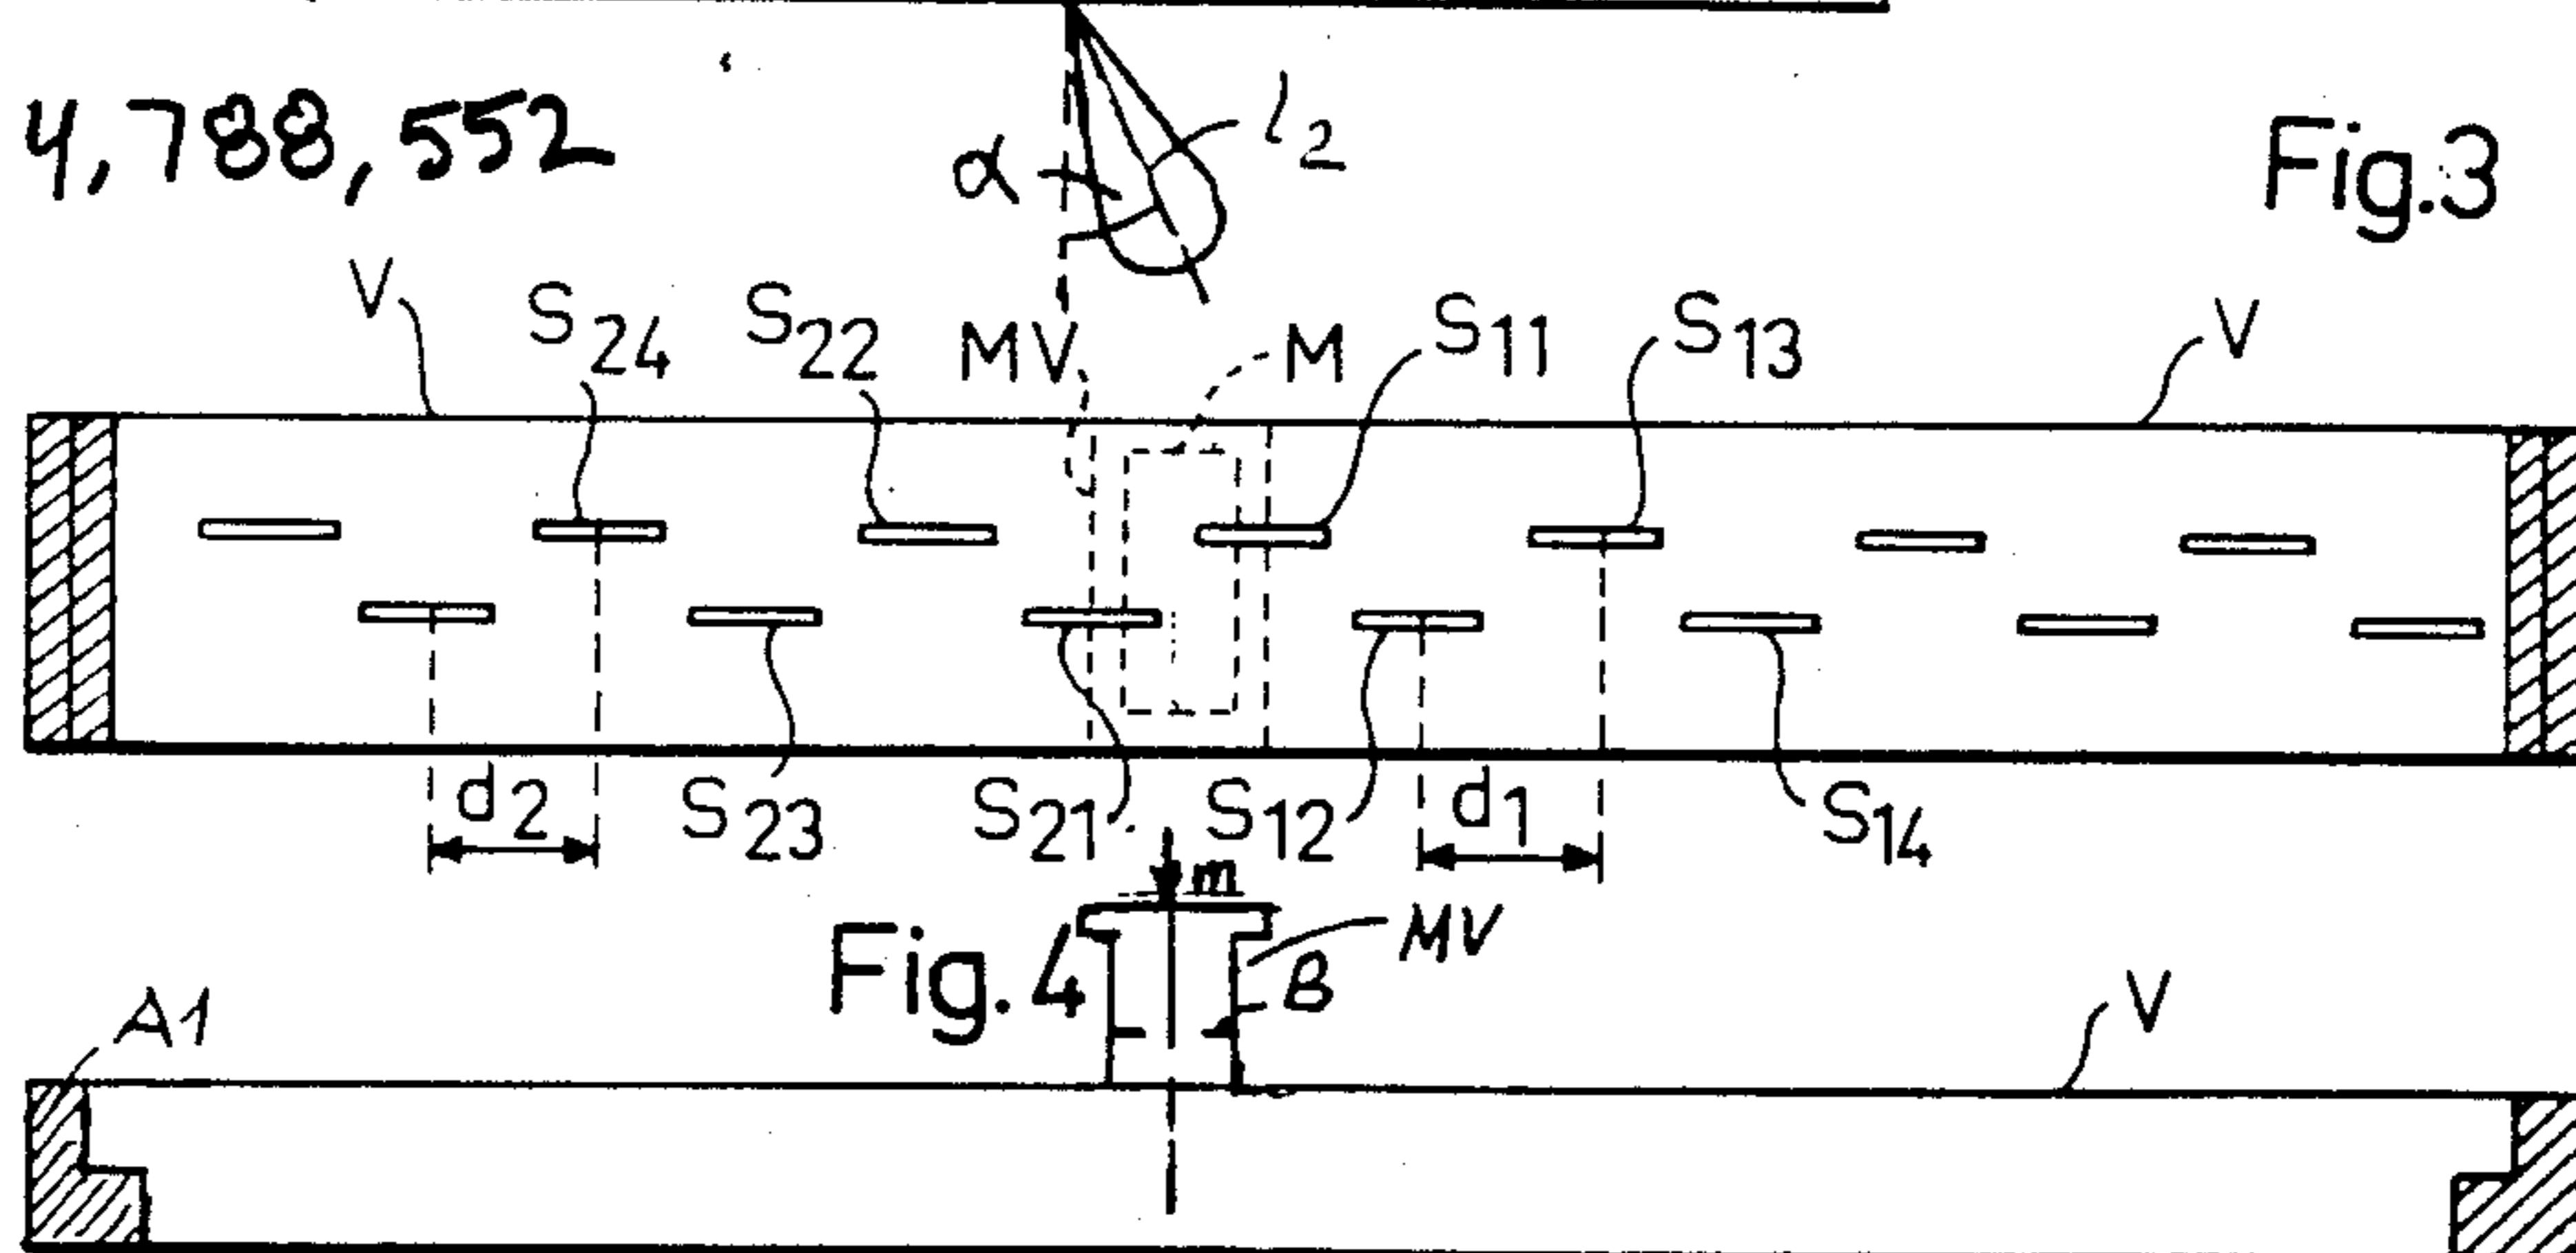 4,788,552
α
l2
Fig.3
V
S24
S22
MV
M
S11
S13
V
d2
S23
S21
S12
d1
S14
m
Fig.4
MV
B
A1
V